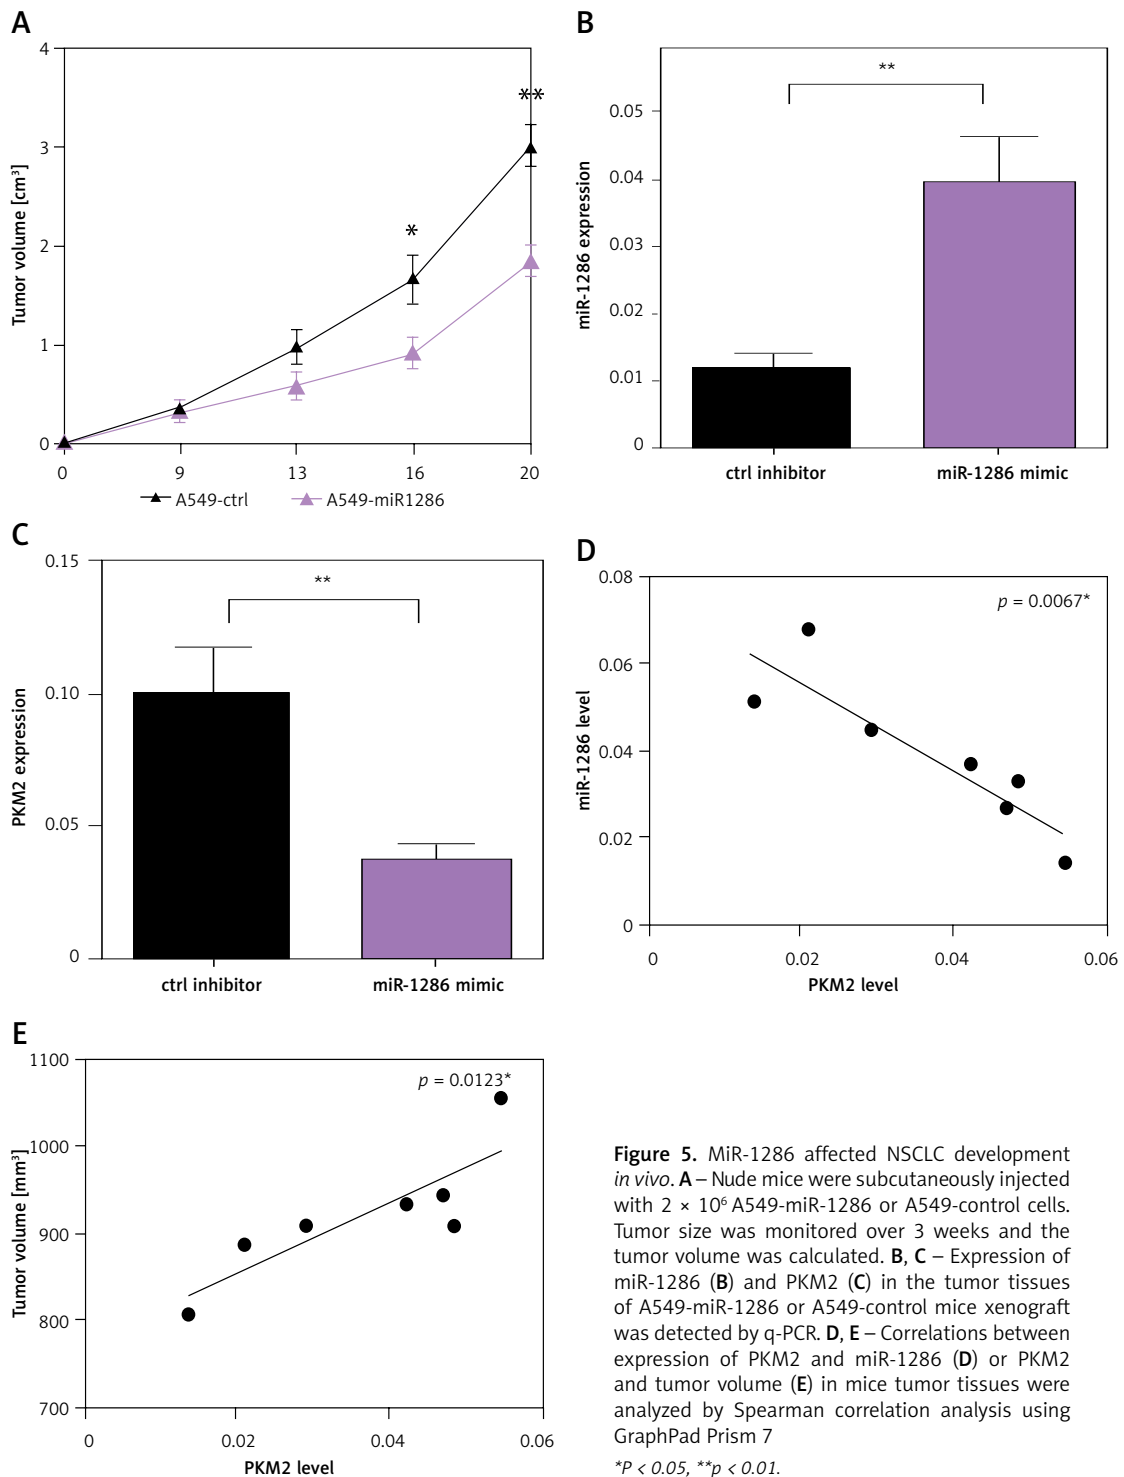 A
4
3
2
1
0
Tumor volume [cm³]
*
**
0 9 13 16 20
A549-ctrl A549-miR1286
B
**
0.05
0.04
0.03
0.02
0.01
0
miR-1286 expression
ctrl inhibitor miR-1286 mimic
C
**
0.15
0.10
0.05
0
PKM2 expression
ctrl inhibitor miR-1286 mimic
D
p = 0.0067*
0.08
0.06
0.04
0.02
0
miR-1286 level
0 0.02 0.04 0.06
PKM2 level
E
p = 0.0123*
1100
1000
900
800
700
Tumor volume [mm³]
0 0.02 0.04 0.06
PKM2 level
Figure 5. MiR-1286 affected NSCLC development
in vivo. A – Nude mice were subcutaneously injected
with 2 × 10⁶ A549-miR-1286 or A549-control cells.
Tumor size was monitored over 3 weeks and the
tumor volume was calculated. B, C – Expression of
miR-1286 (B) and PKM2 (C) in the tumor tissues
of A549-miR-1286 or A549-control mice xenograft
was detected by q-PCR. D, E – Correlations between
expression of PKM2 and miR-1286 (D) or PKM2
and tumor volume (E) in mice tumor tissues were
analyzed by Spearman correlation analysis using
GraphPad Prism 7
*P < 0.05, **p < 0.01.